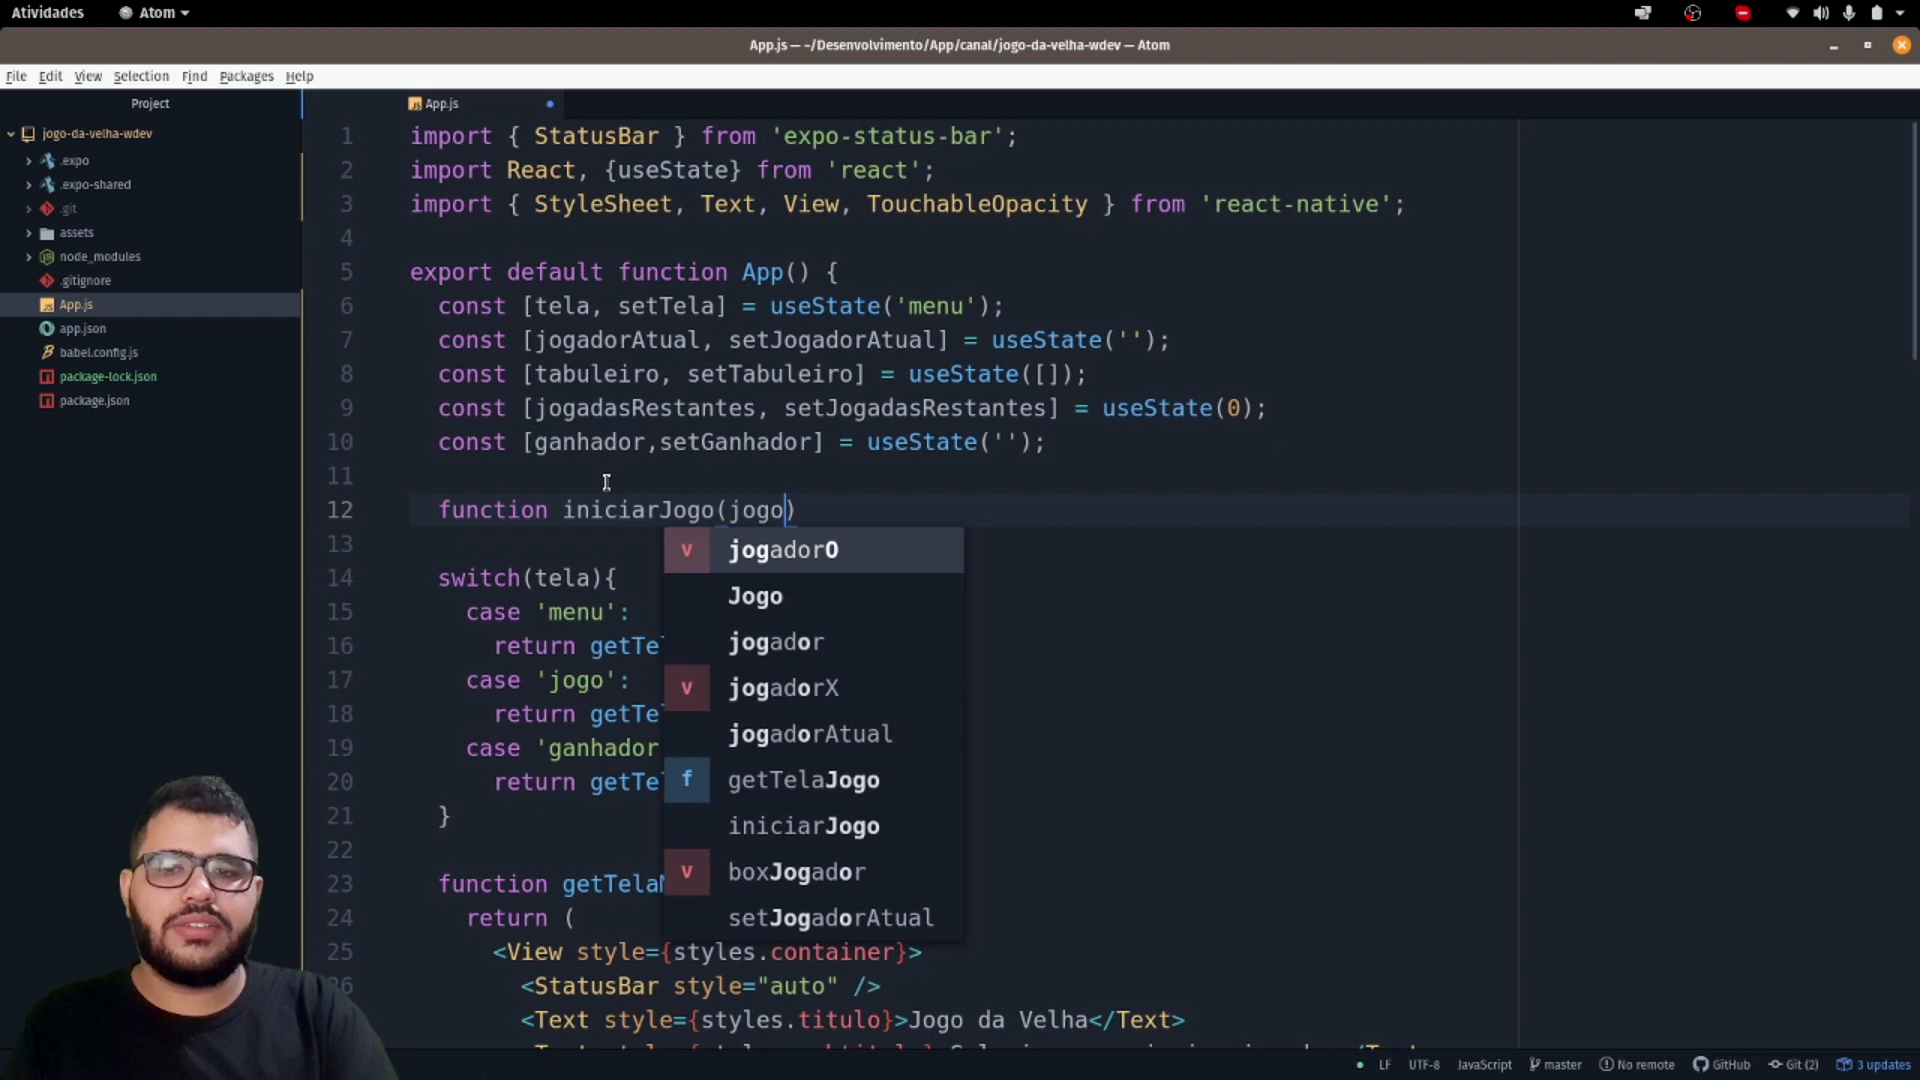 Atividades Atom
App.js — ~/Desenvolvimento/App/canal/jogo-da-velha-wdev — Atom
File Edit View Selection Find Packages Help
Project
jogo-da-velha-wdev
.expo
.expo-shared
.git
assets
node_modules
.gitignore
App.js
app.json
babel.config.js
package-lock.json
package.json
App.js
1 import { StatusBar } from 'expo-status-bar';
2 import React, {useState} from 'react';
3 import { StyleSheet, Text, View, TouchableOpacity } from 'react-native';
4
5 export default function App() {
6 const [tela, setTela] = useState('menu');
7 const [jogadorAtual, setJogadorAtual] = useState('');
8 const [tabuleiro, setTabuleiro] = useState([]);
9 const [jogadasRestantes, setJogadasRestantes] = useState(0);
10 const [ganhador,setGanhador] = useState('');
11
12 function iniciarJogo(jogo)
13
14 switch(tela){
15 case 'menu':
16 return getTe
17 case 'jogo':
18 return getTe
19 case 'ganhador
20 return getTe
21 }
22
23 function getTela
24 return (
25 <View style={styles.container}>
26 <StatusBar style="auto" />
<Text style={styles.titulo}>Jogo da Velha</Text>
v jogadorO
Jogo
jogador
v jogadorX
jogadorAtual
f getTelaJogo
iniciarJogo
v boxJogador
setJogadorAtual
LF UTF-8 JavaScript master No remote GitHub Git (2) 3 updates